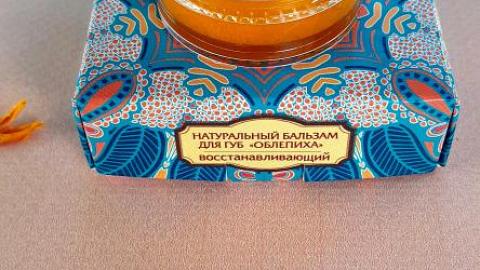 НАТУРАЛЬНЫЙ БАЛЬЗАМ
ДЛЯ ГУБ «ОБЛЕПИХА»
восстанавливающий